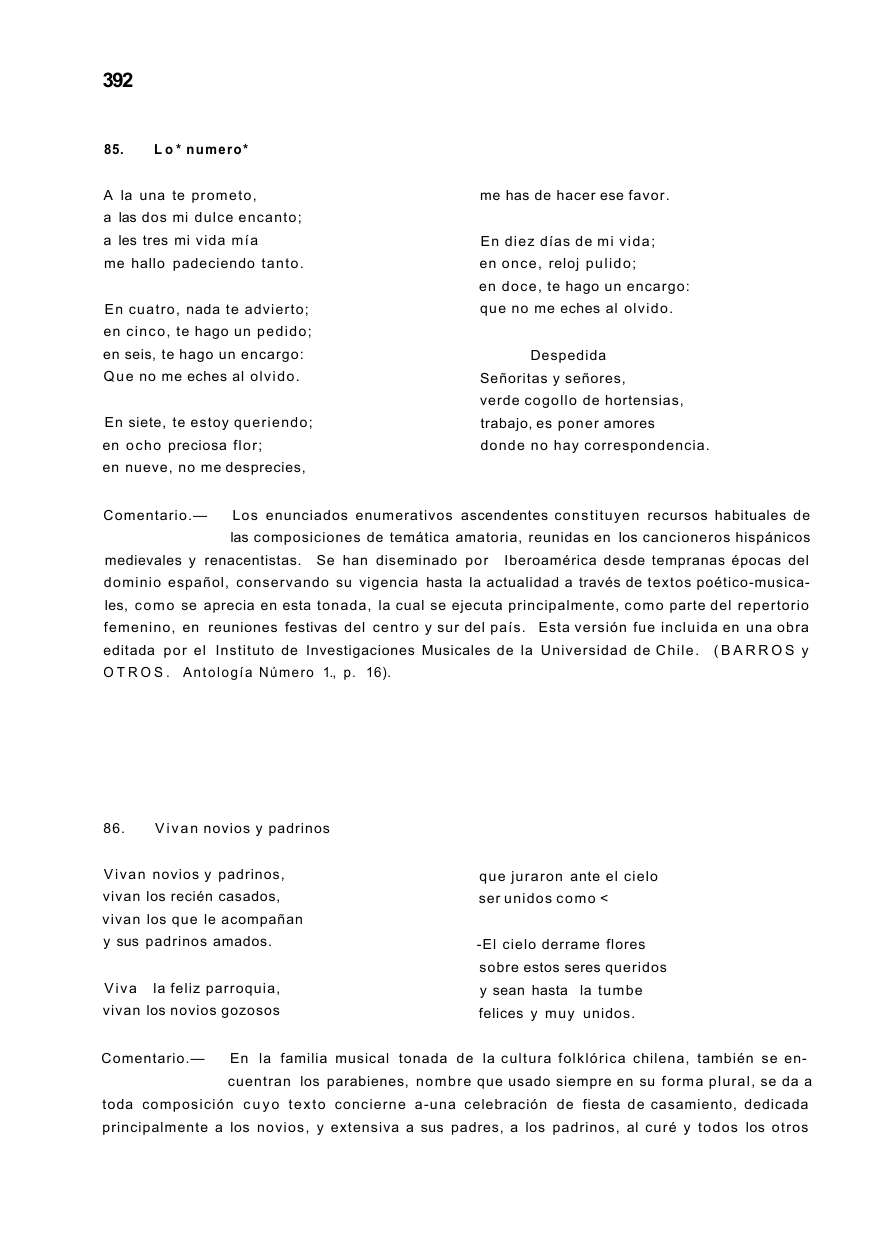 392
85. Lo* numero*
A la una te prometo,
a las dos mi dulce encanto;
a les tres mi vida mía
me hallo padeciendo tanto.
En cuatro, nada te advierto;
en cinco, te hago un pedido;
en seis, te hago un encargo:
Que no me eches al olvido.
En siete, te estoy queriendo;
en ocho preciosa flor;
en nueve, no me desprecies,
me has de hacer ese favor.
En diez días de mi vida;
en once, reloj pulido;
en doce, te hago un encargo:
que no me eches al olvido.
Despedida
Señoritas y señores,
verde cogollo de hortensias,
trabajo, es poner amores
donde no hay correspondencia.
Comentario.— Los enunciados enumerativos ascendentes constituyen recursos habituales de
las composiciones de temática amatoria, reunidas en los cancioneros hispánicos
medievales y renacentistas. Se han diseminado por Iberoamérica desde tempranas épocas del
dominio español, conservando su vigencia hasta la actualidad a través de textos poético-musica-
les, como se aprecia en esta tonada, la cual se ejecuta principalmente, como parte del repertorio
femenino, en reuniones festivas del centro y sur del país. Esta versión fue incluida en una obra
editada por el Instituto de Investigaciones Musicales de la Universidad de Chile. (BARROS y
OTROS. Antología Número 1., p. 16).
86. Vivan novios y padrinos
Vivan novios y padrinos,
vivan los recién casados,
vivan los que le acompañan
y sus padrinos amados.
Viva la feliz parroquia,
vivan los novios gozosos
que juraron ante el cielo
ser unidos como <
-El cielo derrame flores
sobre estos seres queridos
y sean hasta la tumbe
felices y muy unidos.
Comentario.— En la familia musical tonada de la cultura folklórica chilena, también se en-
cuentran los parabienes, nombre que usado siempre en su forma plural, se da a
toda composición cuyo texto concierne a-una celebración de fiesta de casamiento, dedicada
principalmente a los novios, y extensiva a sus padres, a los padrinos, al curé y todos los otros